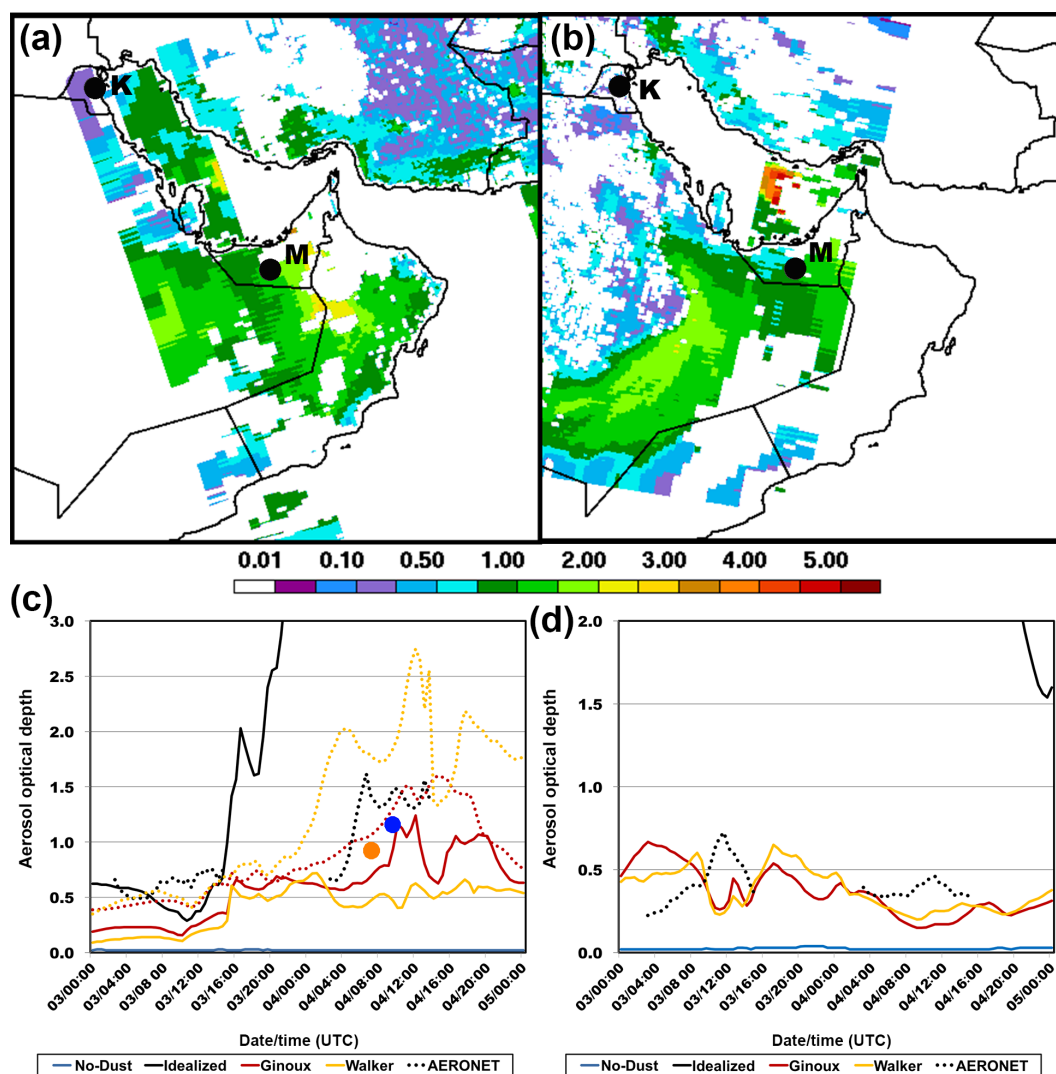 (a)
K
M
(b)
K
M
0.01 0.10 0.50 1.00 2.00 3.00 4.00 5.00
(c)
Aerosol optical depth
3.0
2.5
2.0
1.5
1.0
0.5
0.0
03/00:00 03/04:00 03/08:00 03/12:00 03/16:00 03/20:00 04/00:00 04/04:00 04/08:00 04/12:00 04/16:00 04/20:00 05/00:00
Date/time (UTC)
No-Dust Idealized Ginoux Walker AERONET
(d)
Aerosol optical depth
2.0
1.5
1.0
0.5
0.0
03/00:00 03/04:00 03/08:00 03/12:00 03/16:00 03/20:00 04/00:00 04/04:00 04/08:00 04/12:00 04/16:00 04/20:00 05/00:00
Date/time (UTC)
No-Dust Idealized Ginoux Walker AERONET